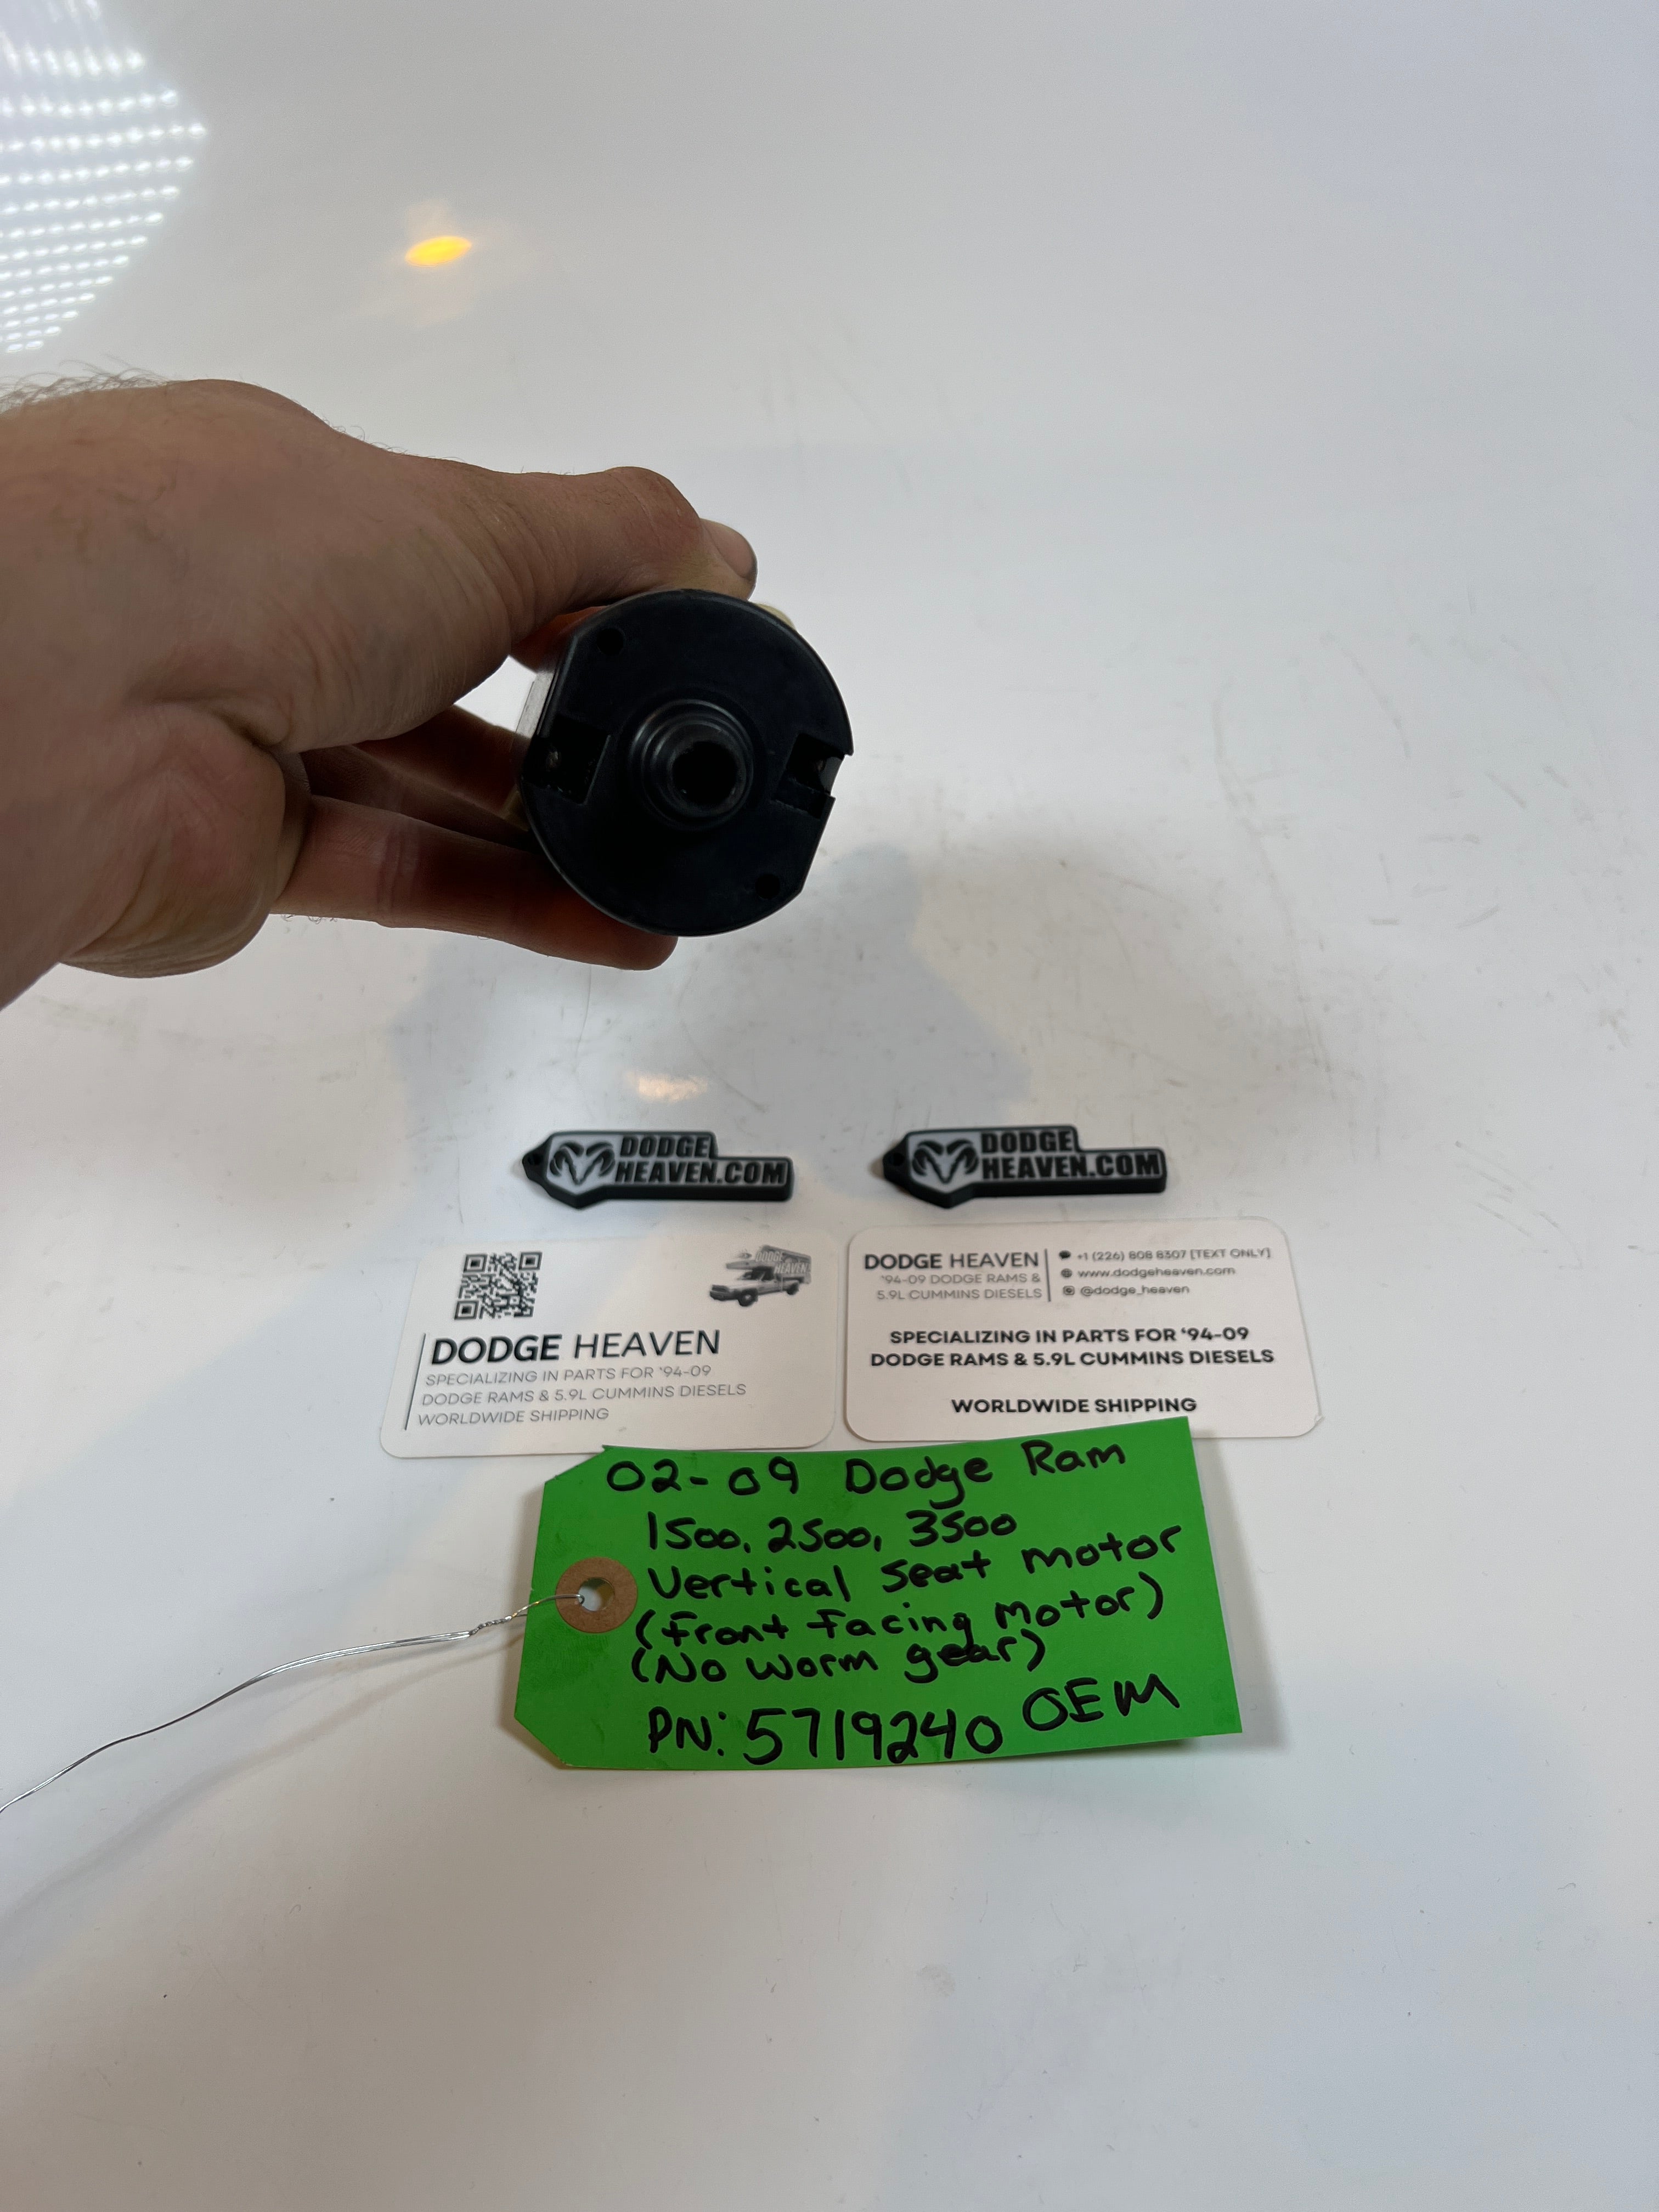 DODGE
HEAVEN.COM
DODGE
HEAVEN.COM
DODGE
HEAVEN
DODGE HEAVEN
SPECIALIZING IN PARTS FOR '94-09
DODGE RAMS & 5.9L CUMMINS DIESELS
WORLDWIDE SHIPPING
DODGE HEAVEN
'94-09 DODGE RAMS &
5.9L CUMMINS DIESELS
+1 (226) 808 8307 [TEXT ONLY]
www.dodgeheaven.com
@dodge_heaven
SPECIALIZING IN PARTS FOR '94-09
DODGE RAMS & 5.9L CUMMINS DIESELS
WORLDWIDE SHIPPING
02-09 Dodge Ram
1500, 2500, 3500
Vertical Seat motor
(Front Facing Motor)
(No Worm gear)
PN: 5719240 OEM